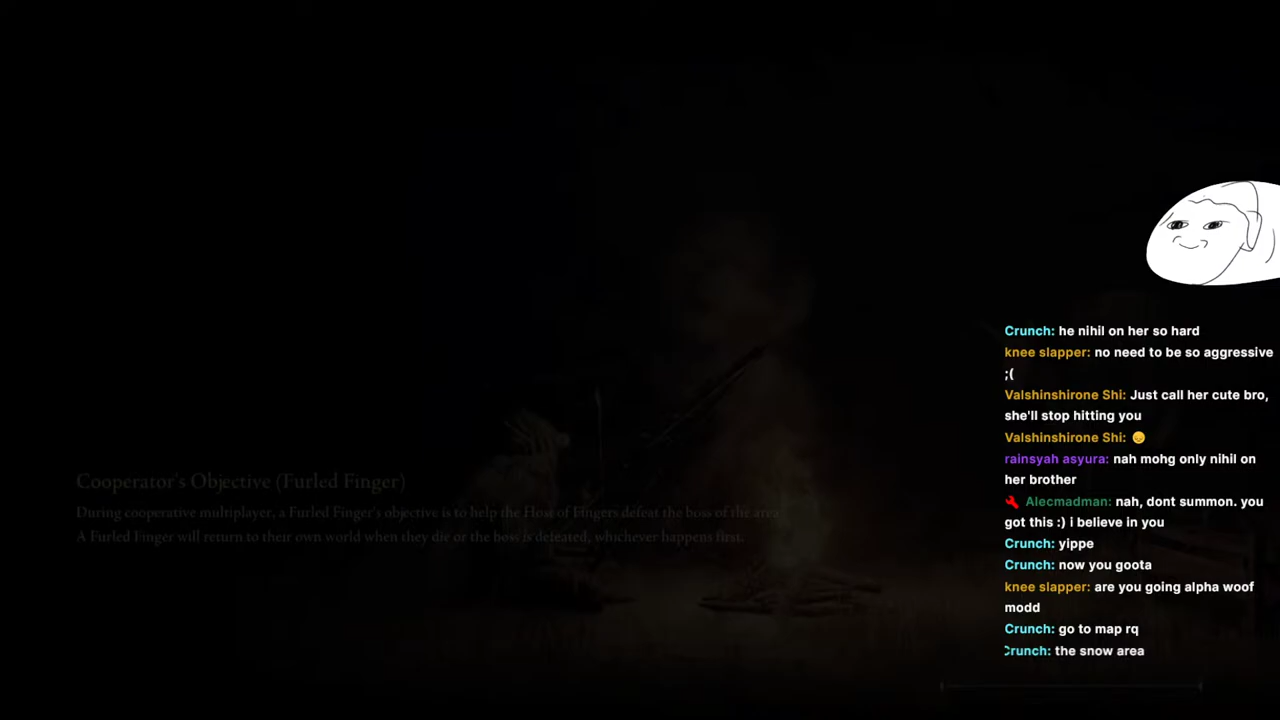 Crunch: he nihil on her so hard
knee slapper: no need to be so aggressive
;(
Valshinshirone Shi: Just call her cute bro,
she'll stop hitting you
Valshinshirone Shi: 😞
rainsyah asyura: nah mohg only nihil on
her brother
Alecmadman: nah, dont summon. you
got this :) i believe in you
Crunch: yippe
Crunch: now you goota
knee slapper: are you going alpha woof
modd
Crunch: go to map rq
Crunch: the snow area
Cooperator's Objective (Furled Finger)
During cooperative multiplayer, a Furled Finger's objective is to help the Host of Fingers defeat the boss of the area.
A Furled Finger will return to their own world when they die or the boss is defeated, whichever happens first.